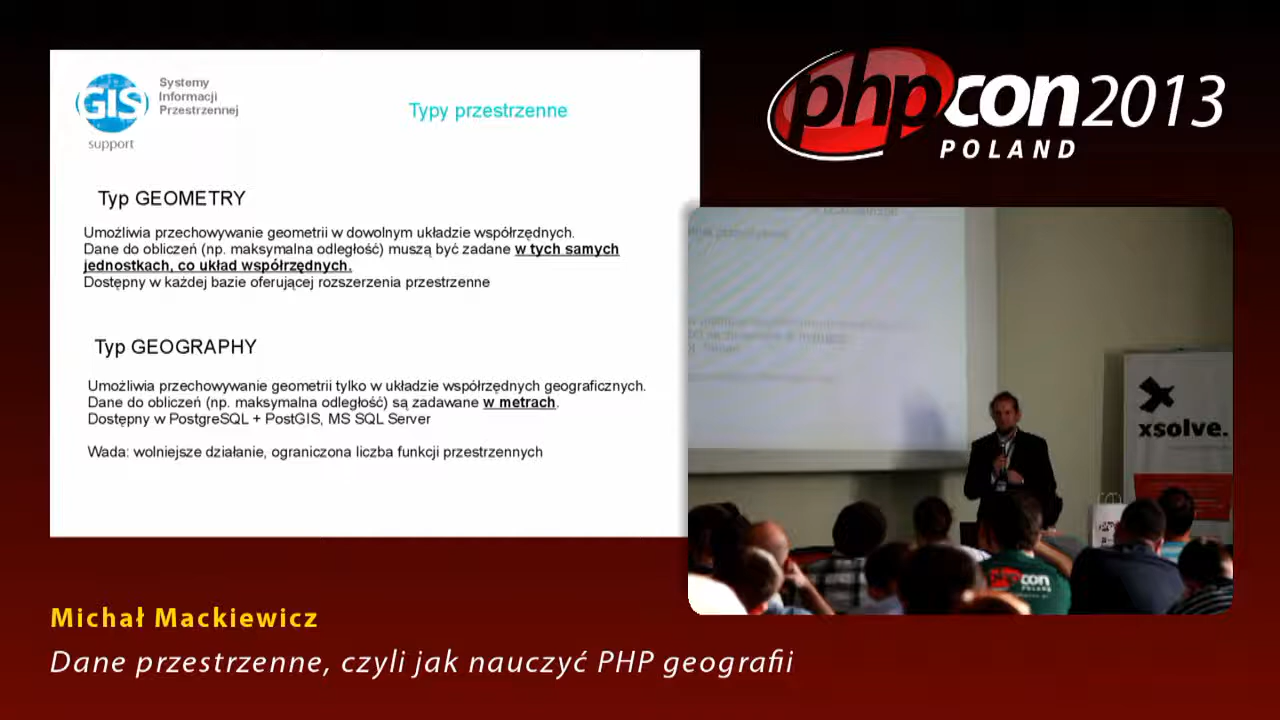 GIS
Systemy
Informacji
Przestrzennej
support
Typy przestrzenne
Typ GEOMETRY
Umożliwia przechowywanie geometrii w dowolnym układzie współrzędnych.
Dane do obliczeń (np. maksymalna odległość) muszą być zadane w tych samych
jednostkach, co układ współrzędnych.
Dostępny w każdej bazie oferującej rozszerzenia przestrzenne
Typ GEOGRAPHY
Umożliwia przechowywanie geometrii tylko w układzie współrzędnych geograficznych.
Dane do obliczeń (np. maksymalna odległość) są zadawane w metrach.
Dostępny w PostgreSQL + PostGIS, MS SQL Server
Wada: wolniejsze działanie, ograniczona liczba funkcji przestrzennych
phpcon2013
POLAND
xsolve.
phpcon
POLAND
Michał Mackiewicz
Dane przestrzenne, czyli jak nauczyć PHP geografii